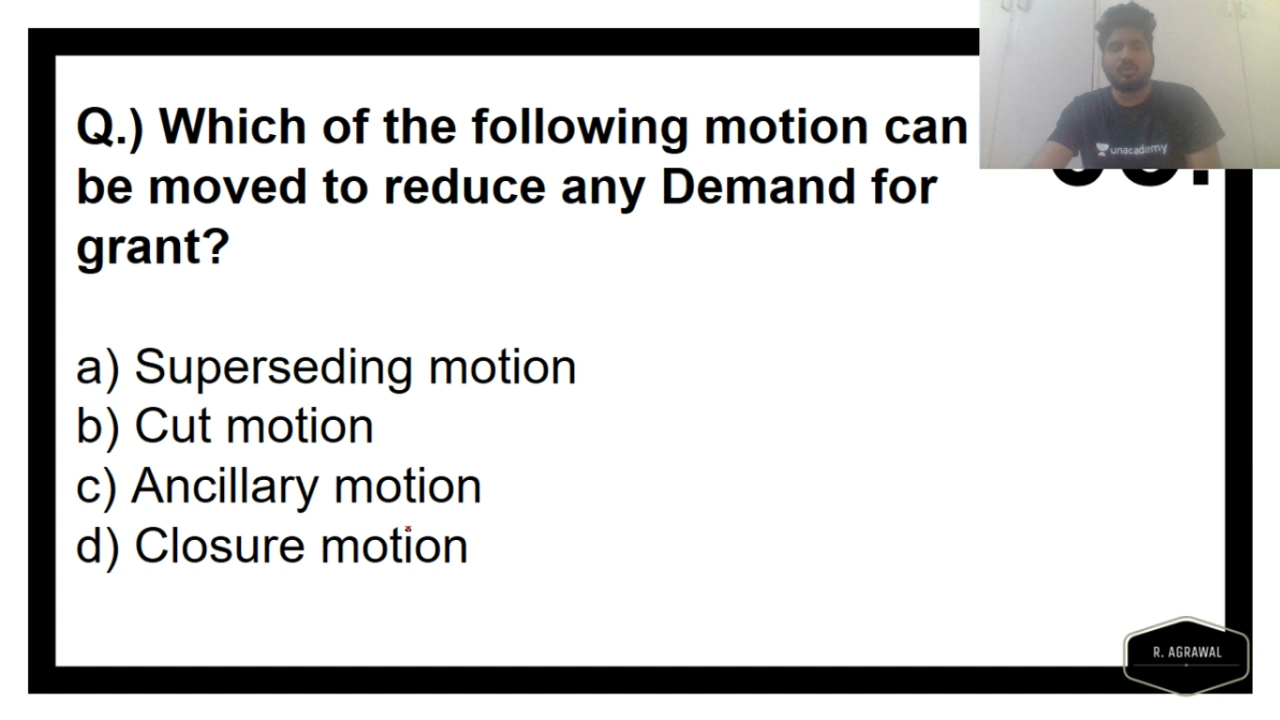 Q.) Which of the following motion can
be moved to reduce any Demand for
grant?
a) Superseding motion
b) Cut motion
c) Ancillary motion
d) Closure motion
unacademy
R. AGRAWAL